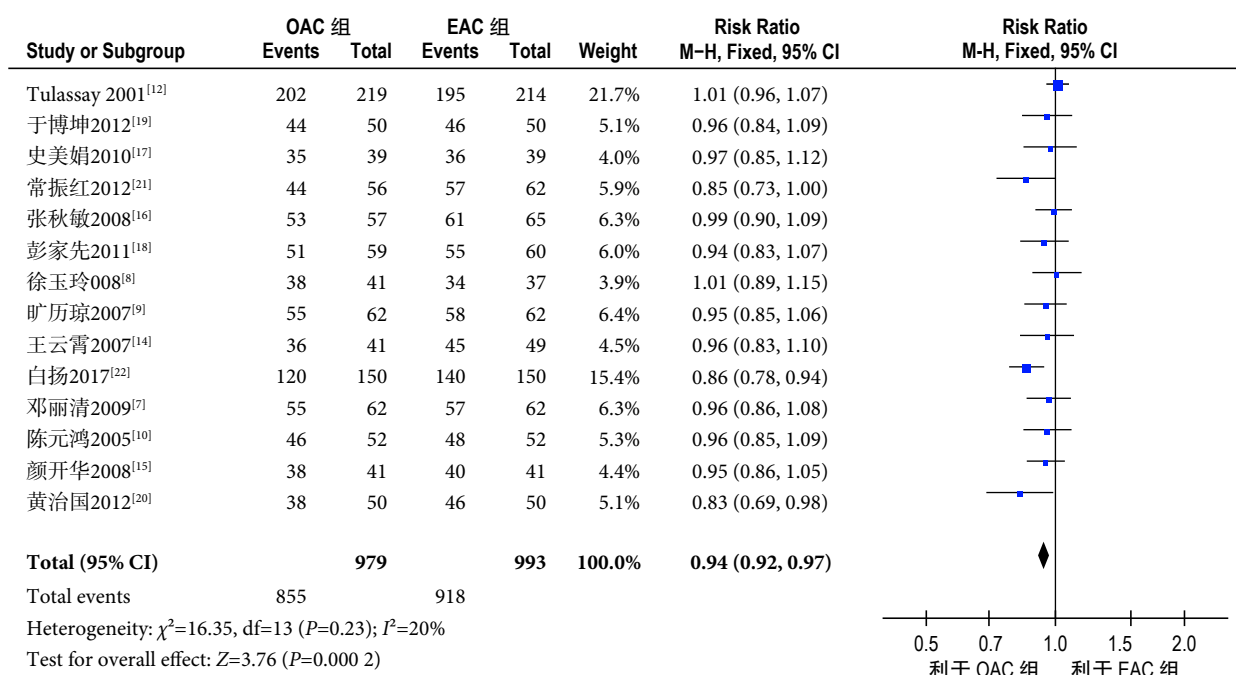 OAC 组 EAC 组 Risk Ratio Risk Ratio
Study or Subgroup Events Total Events Total Weight M−H, Fixed, 95% CI M-H, Fixed, 95% CI
Tulassay 2001[12] 202 219 195 214 21.7% 1.01 (0.96, 1.07)
于博坤2012[19] 44 50 46 50 5.1% 0.96 (0.84, 1.09)
史美娟2010[17] 35 39 36 39 4.0% 0.97 (0.85, 1.12)
常振红2012[21] 44 56 57 62 5.9% 0.85 (0.73, 1.00)
张秋敏2008[16] 53 57 61 65 6.3% 0.99 (0.90, 1.09)
彭家先2011[18] 51 59 55 60 6.0% 0.94 (0.83, 1.07)
徐玉玲008[8] 38 41 34 37 3.9% 1.01 (0.89, 1.15)
旷历琼2007[9] 55 62 58 62 6.4% 0.95 (0.85, 1.06)
王云霄2007[14] 36 41 45 49 4.5% 0.96 (0.83, 1.10)
白扬2017[22] 120 150 140 150 15.4% 0.86 (0.78, 0.94)
邓丽清2009[7] 55 62 57 62 6.3% 0.96 (0.86, 1.08)
陈元鸿2005[10] 46 52 48 52 5.3% 0.96 (0.85, 1.09)
颜开华2008[15] 38 41 40 41 4.4% 0.95 (0.86, 1.05)
黄治国2012[20] 38 50 46 50 5.1% 0.83 (0.69, 0.98)
Total (95% CI) 979 993 100.0% 0.94 (0.92, 0.97)
Total events 855 918
Heterogeneity: χ²=16.35, df=13 (P=0.23); I²=20%
Test for overall effect: Z=3.76 (P=0.000 2)
0.5 0.7 1.0 1.5 2.0
利于 OAC 组 利于 EAC 组